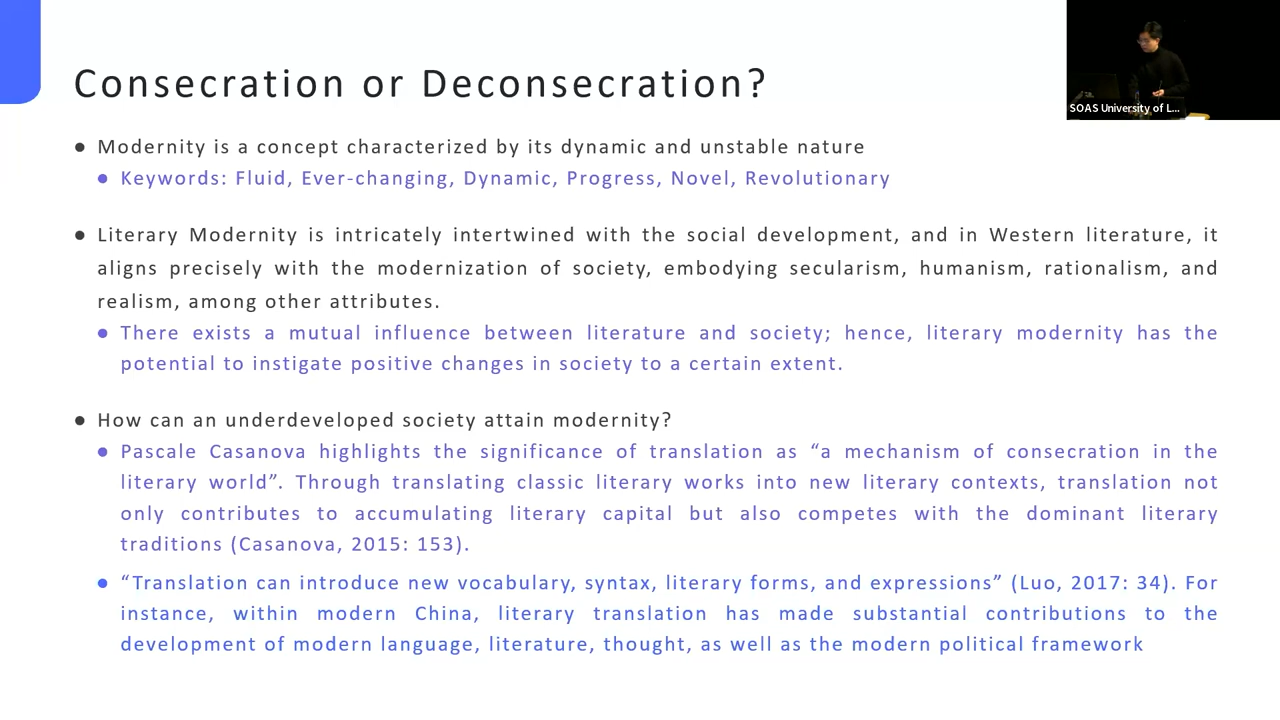 Consecration or Deconsecration?
SOAS University of L...
● Modernity is a concept characterized by its dynamic and unstable nature
● Keywords: Fluid, Ever-changing, Dynamic, Progress, Novel, Revolutionary
● Literary Modernity is intricately intertwined with the social development, and in Western literature, it
aligns precisely with the modernization of society, embodying secularism, humanism, rationalism, and
realism, among other attributes.
● There exists a mutual influence between literature and society; hence, literary modernity has the
potential to instigate positive changes in society to a certain extent.
● How can an underdeveloped society attain modernity?
● Pascale Casanova highlights the significance of translation as “a mechanism of consecration in the
literary world”. Through translating classic literary works into new literary contexts, translation not
only contributes to accumulating literary capital but also competes with the dominant literary
traditions (Casanova, 2015: 153).
● “Translation can introduce new vocabulary, syntax, literary forms, and expressions” (Luo, 2017: 34). For
instance, within modern China, literary translation has made substantial contributions to the
development of modern language, literature, thought, as well as the modern political framework